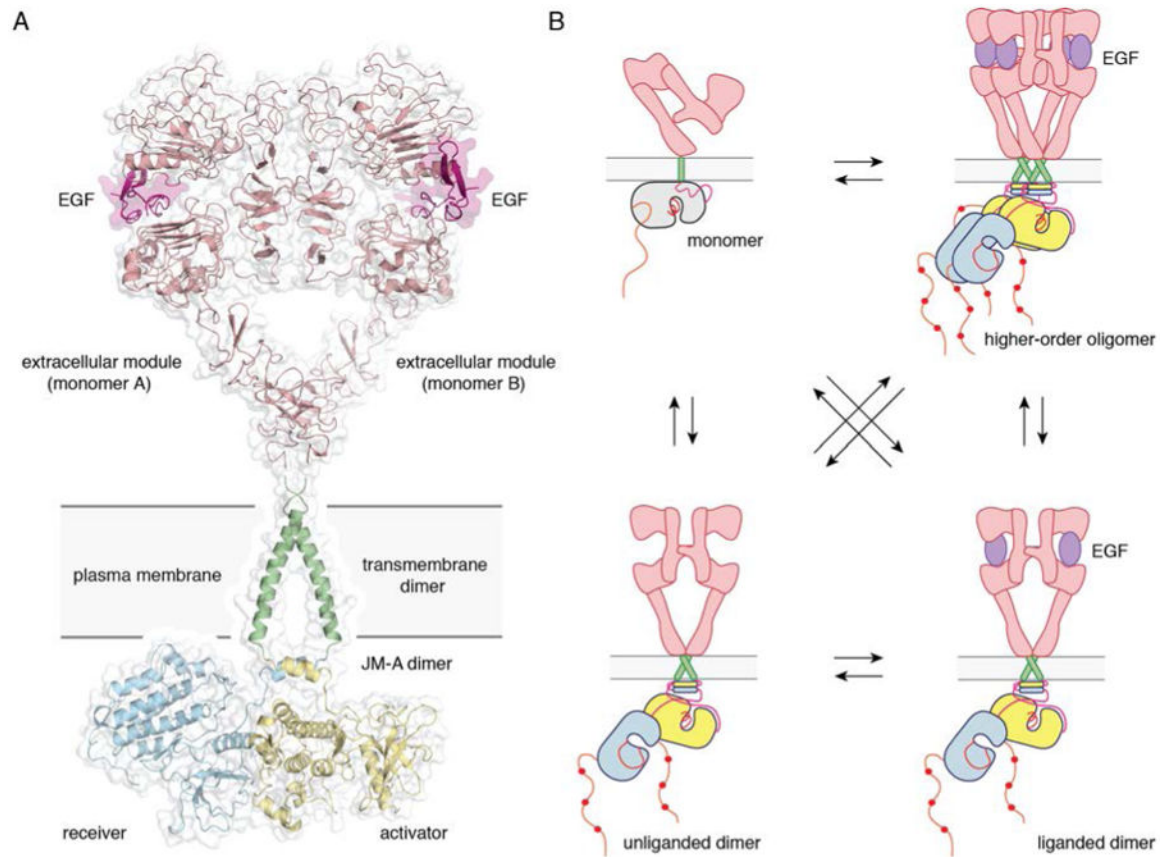 A
EGF
EGF
extracellular module
(monomer A)
extracellular module
(monomer B)
plasma membrane
transmembrane
dimer
JM-A dimer
receiver
activator
B
monomer
EGF
higher-order oligomer
unliganded dimer
EGF
liganded dimer